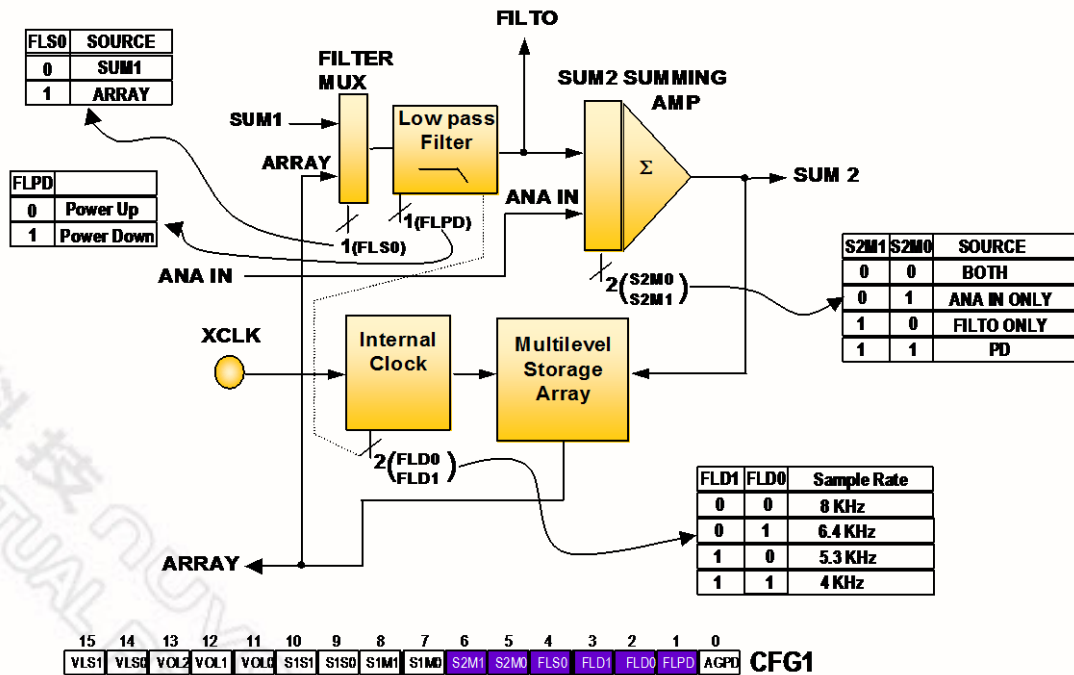 FILTO
FLS0 SOURCE
0 SUM1
1 ARRAY
FILTER
MUX
SUM2 SUMMING
AMP
SUM1
Low pass
Filter
ARRAY
Σ
SUM 2
FLPD
0 Power Up
1 Power Down
ANA IN
1(FLPD)
1(FLS0)
ANA IN
2(S2M0
S2M1)
S2M1 S2M0 SOURCE
0 0 BOTH
0 1 ANA IN ONLY
1 0 FILTO ONLY
1 1 PD
XCLK
Internal
Clock
Multilevel
Storage
Array
2(FLD0
FLD1)
FLD1 FLD0 Sample Rate
0 0 8 KHz
0 1 6.4 KHz
1 0 5.3 KHz
1 1 4 KHz
ARRAY
15 14 13 12 11 10 9 8 7 6 5 4 3 2 1 0
VLS1 VLS0 VOL2 VOL1 VOL0 S1S1 S1S0 S1M1 S1M0 S2M1 S2M0 FLS0 FLD1 FLD0 FLPD AGPD CFG1
科技
TUAL